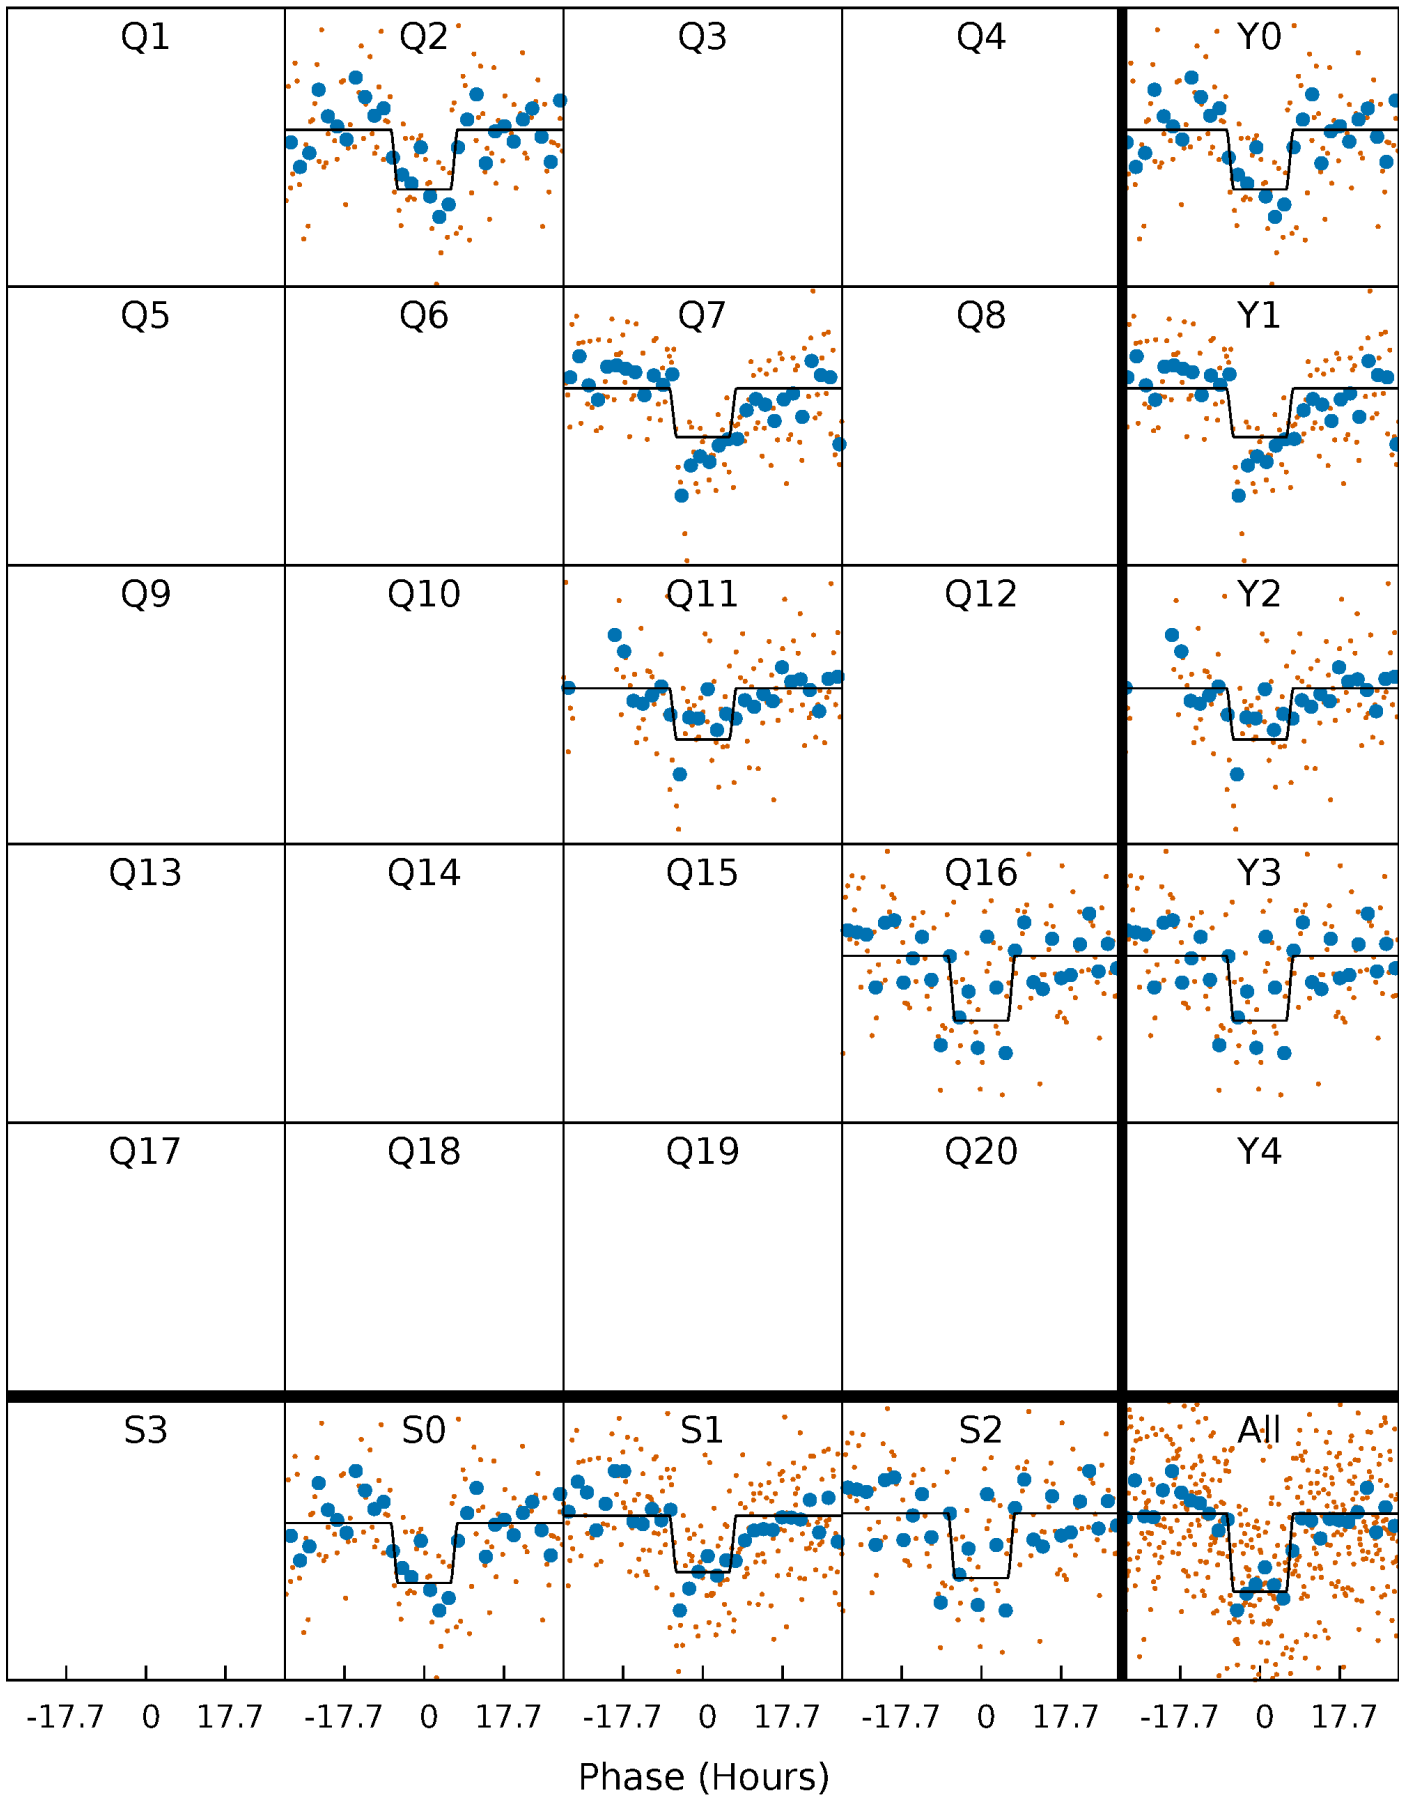 Q1 Q2 Q3 Q4 Y0
Q5 Q6 Q7 Q8 Y1
Q9 Q10 Q11 Q12 Y2
Q13 Q14 Q15 Q16 Y3
Q17 Q18 Q19 Q20 Y4
S3 S0 S1 S2 All
-17.7 0 17.7 -17.7 0 17.7 -17.7 0 17.7 -17.7 0 17.7 -17.7 0 17.7
Phase (Hours)